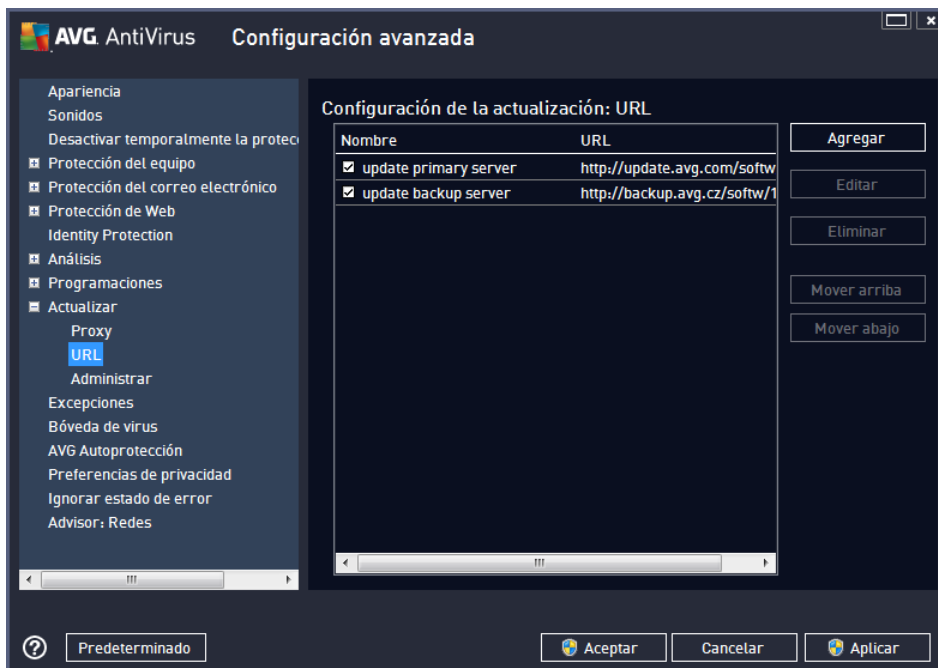 AVG AntiVirus Configuración avanzada
Apariencia
Sonidos
Desactivar temporalmente la protec
Protección del equipo
Protección del correo electrónico
Protección de Web
Identity Protection
Análisis
Programaciones
Actualizar
Proxy
URL
Administrar
Excepciones
Bóveda de virus
AVG Autoprotección
Preferencias de privacidad
Ignorar estado de error
Advisor: Redes
Configuración de la actualización: URL
Nombre URL
update primary server http://update.avg.com/softw
update backup server http://backup.avg.cz/softw/1
Agregar
Editar
Eliminar
Mover arriba
Mover abajo
? Predeterminado
Aceptar
Cancelar
Aplicar